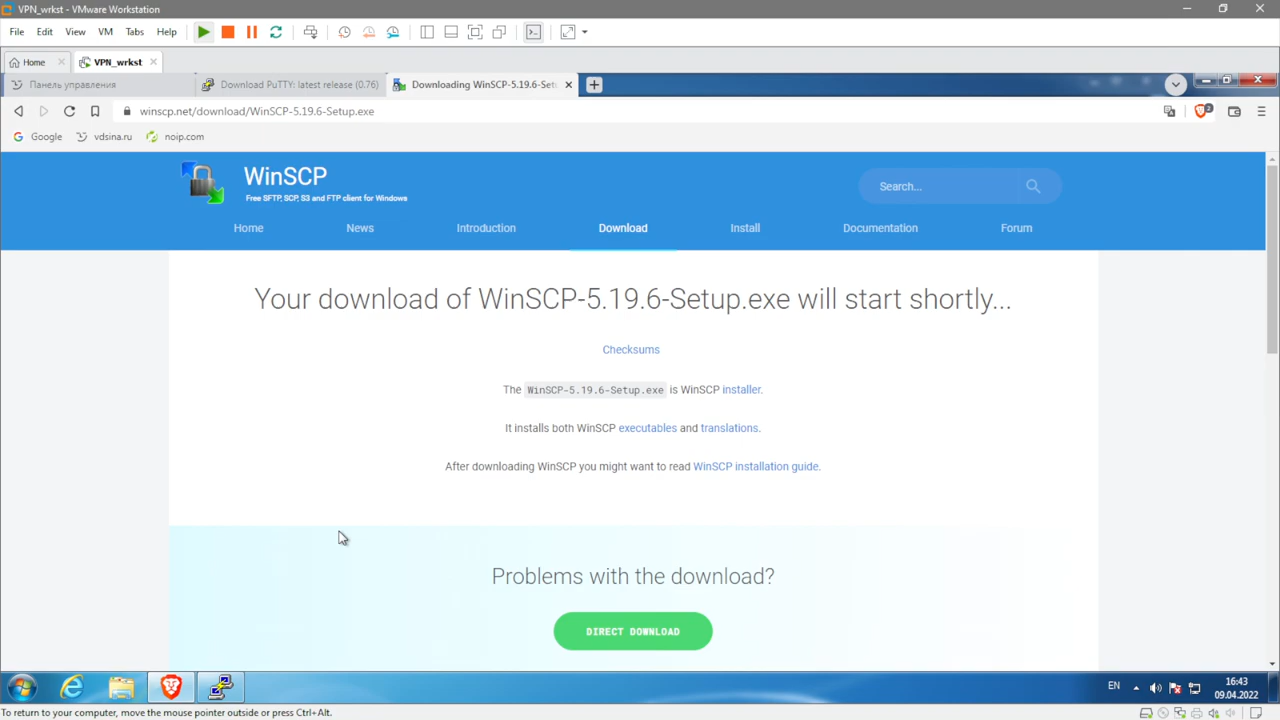 VPN_wrkst - VMware Workstation
File Edit View VM Tabs Help
Home VPN_wrkst
Панель управления Download PuTTY: latest release (0.76) Downloading WinSCP-5.19.6-Set
winscp.net/download/WinSCP-5.19.6-Setup.exe
2
Google vdsina.ru noip.com
WinSCP
Free SFTP, SCP, S3 and FTP client for Windows
Search...
Home News Introduction Download Install Documentation Forum
Your download of WinSCP-5.19.6-Setup.exe will start shortly...
Checksums
The WinSCP-5.19.6-Setup.exe is WinSCP installer.
It installs both WinSCP executables and translations.
After downloading WinSCP you might want to read WinSCP installation guide.
Problems with the download?
DIRECT DOWNLOAD
EN 16:43
09.04.2022
To return to your computer, move the mouse pointer outside or press Ctrl+Alt.